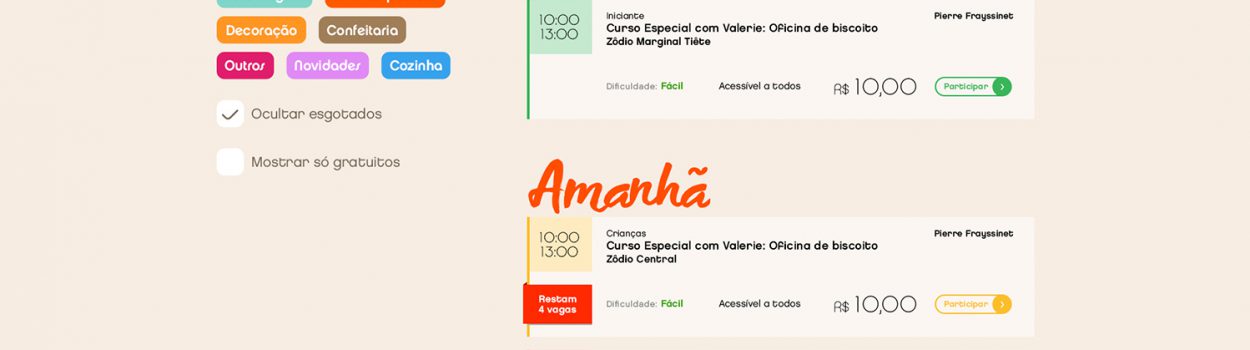 Decoração
Confeitaria
Outros
Novidades
Cozinha
Ocultar esgotados
Mostrar só gratuitos
10:00
13:00
Iniciante
Curso Especial com Valerie: Oficina de biscoito
Zôdio Marginal Tiête
Pierre Frayssinet
Dificuldade: Fácil
Acessível a todos
R$ 10,00
Participar
Amanhã
10:00
13:00
Crianças
Curso Especial com Valerie: Oficina de biscoito
Zôdio Central
Pierre Frayssinet
Restam
4 vagas
Dificuldade: Fácil
Acessível a todos
R$ 10,00
Participar